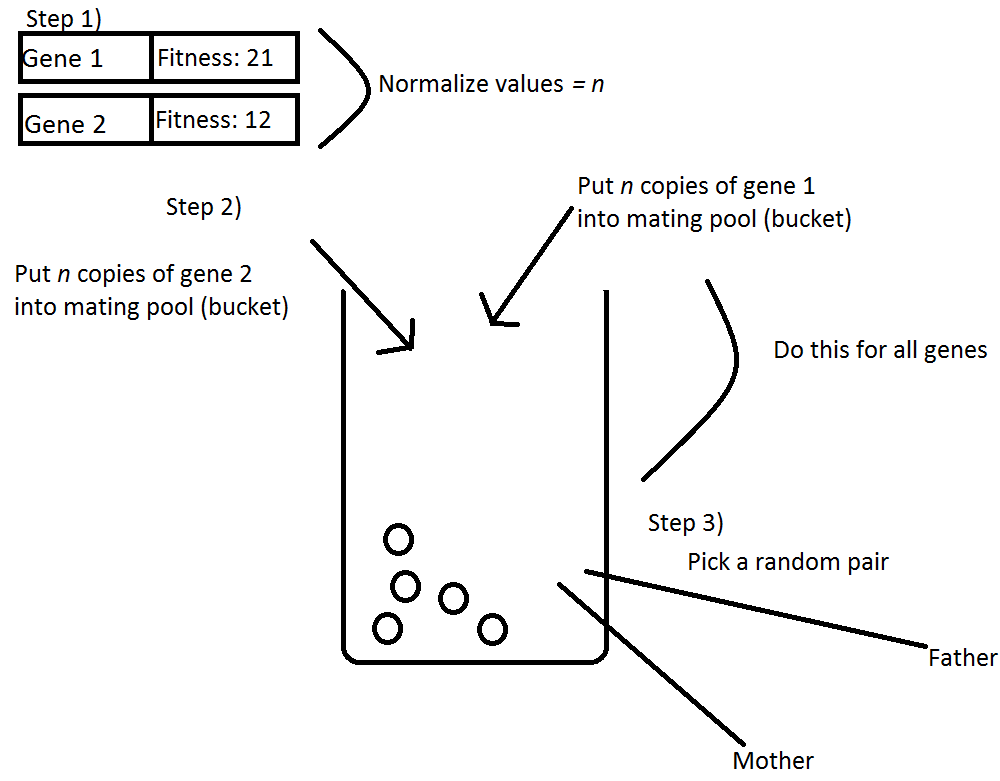 Step 1)
Gene 1 Fitness: 21
Gene 2 Fitness: 12
Normalize values = n
Step 2)
Put n copies of gene 1
into mating pool (bucket)
Put n copies of gene 2
into mating pool (bucket)
Do this for all genes
Step 3)
Pick a random pair
Father
Mother